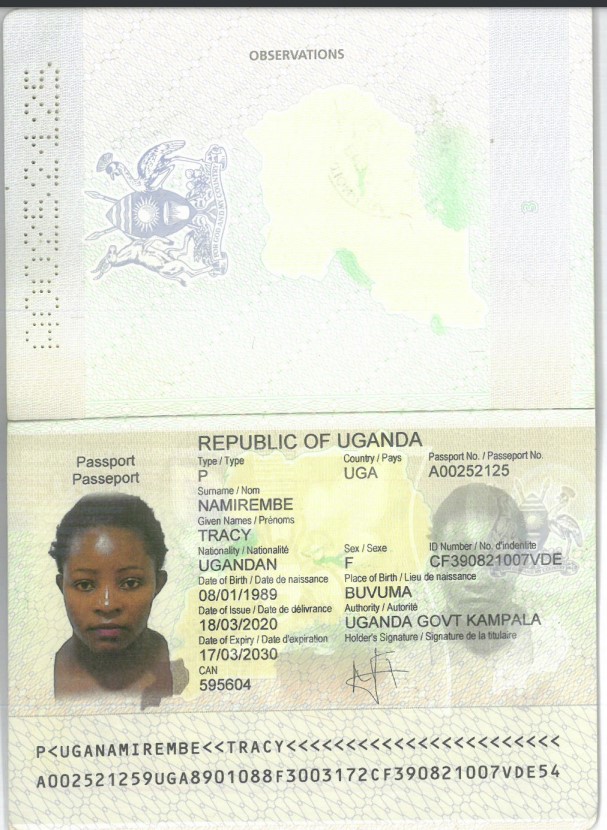 OBSERVATIONS
REPUBLIC OF UGANDA
Passport
Passeport
Type / Type
Country / Pays
Passport No. / Passeport No.
P
UGA
A00252125
Surname / Nom
NAMIREMBE
Given Names / Prénoms
TRACY
Nationality / Nationalité
Sex / Sexe
ID Number / No. d'indenlite
UGANDAN
F
CF390821007VDE
Date of Birth / Date de naissance
Place of Birth / Lieu de naissance
08/01/1989
BUVUMA
Date of Issue / Date de délivrance
Authority / Autorité
18/03/2020
UGANDA GOVT KAMPALA
Date of Expiry / Date d'expiration
Holder's Signature / Signature de la titulaire
17/03/2030
CAN
595604
P<UGANAMIREMBE<<TRACY<<<<<<<<<<<<<<<<<<<<<<<
A002521259UGA8901088F3003172CF390821007VDE54